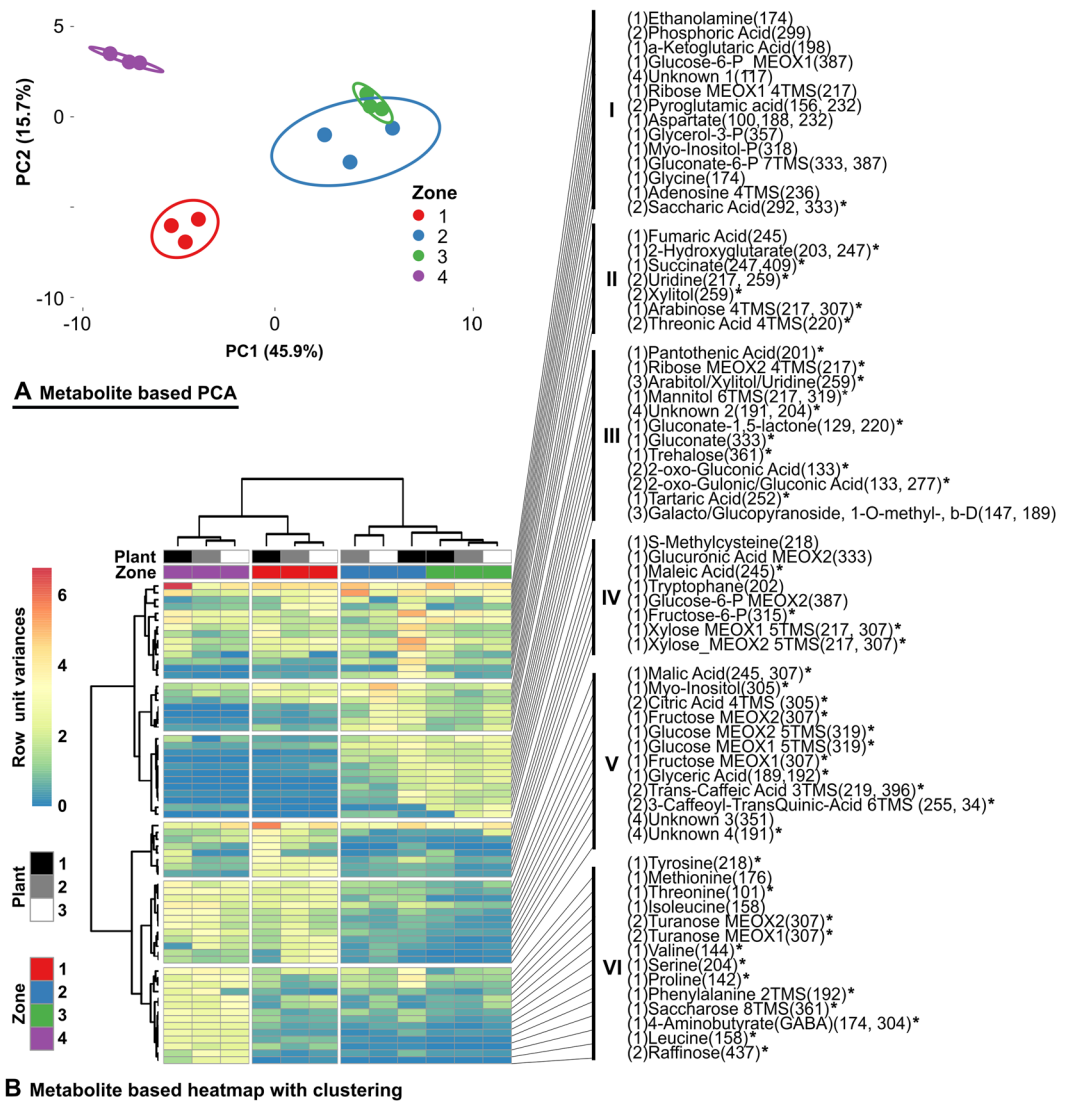 5
0
-10
PC2 (15.7%)
-10
0
10
PC1 (45.9%)
Zone
1
2
3
4
A Metabolite based PCA
Plant
Zone
Row unit variances
6
4
2
0
Plant
1
2
3
Zone
1
2
3
4
B Metabolite based heatmap with clustering
I
(1)Ethanolamine(174)
(2)Phosphoric Acid(299)
(1)a-Ketoglutaric Acid(198)
(1)Glucose-6-P_MEOX1(387)
(4)Unknown 1(117)
(1)Ribose MEOX1 4TMS(217)
(2)Pyroglutamic acid(156, 232)
(1)Aspartate(100,188, 232)
(1)Glycerol-3-P(357)
(1)Myo-Inositol-P(318)
(1)Gluconate-6-P 7TMS(333, 387)
(1)Glycine(174)
(1)Adenosine 4TMS(236)
(2)Saccharic Acid(292, 333)*
II
(1)Fumaric Acid(245)
(1)2-Hydroxyglutarate(203, 247)*
(1)Succinate(247,409)*
(2)Uridine(217, 259)*
(2)Xylitol(259)*
(1)Arabinose 4TMS(217, 307)*
(2)Threonic Acid 4TMS(220)*
III
(1)Pantothenic Acid(201)*
(1)Ribose MEOX2 4TMS(217)*
(3)Arabitol/Xylitol/Uridine(259)*
(1)Mannitol 6TMS(217, 319)*
(4)Unknown 2(191, 204)*
(1)Gluconate-1,5-lactone(129, 220)*
(1)Gluconate(333)*
(1)Trehalose(361)*
(2)2-oxo-Gluconic Acid(133)*
(2)2-oxo-Gulonic/Gluconic Acid(133, 277)*
(1)Tartaric Acid(252)*
(3)Galacto/Glucopyranoside, 1-O-methyl-, b-D(147, 189)
IV
(1)S-Methylcysteine(218)
(1)Glucuronic Acid MEOX2(333)
(1)Maleic Acid(245)*
(1)Tryptophane(202)
(1)Glucose-6-P MEOX2(387)
(1)Fructose-6-P(315)*
(1)Xylose MEOX1 5TMS(217, 307)*
(1)Xylose_MEOX2 5TMS(217, 307)*
V
(1)Malic Acid(245, 307)*
(1)Myo-Inositol(305)*
(2)Citric Acid 4TMS (305)*
(1)Fructose MEOX2(307)*
(1)Glucose MEOX2 5TMS(319)*
(1)Glucose MEOX1 5TMS(319)*
(1)Fructose MEOX1(307)*
(1)Glyceric Acid(189,192)*
(2)Trans-Caffeic Acid 3TMS(219, 396)*
(2)3-Caffeoyl-TransQuinic-Acid 6TMS (255, 34)*
(4)Unknown 3(351)
(4)Unknown 4(191)*
VI
(1)Tyrosine(218)*
(1)Methionine(176)
(1)Threonine(101)*
(1)Isoleucine(158)
(2)Turanose MEOX2(307)*
(2)Turanose MEOX1(307)*
(1)Valine(144)*
(1)Serine(204)*
(1)Proline(142)*
(1)Phenylalanine 2TMS(192)*
(1)Saccharose 8TMS(361)*
(1)4-Aminobutyrate(GABA)(174, 304)*
(1)Leucine(158)*
(2)Raffinose(437)*